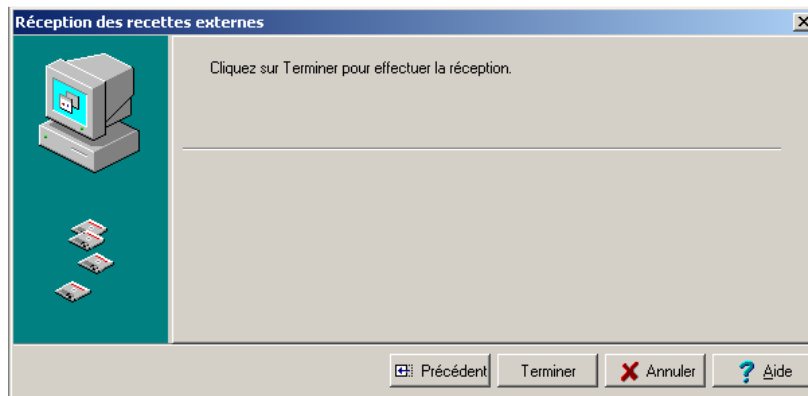 Réception des recettes externes
Cliquez sur Terminer pour effectuer la réception.
Précédent Terminer Annuler Aide